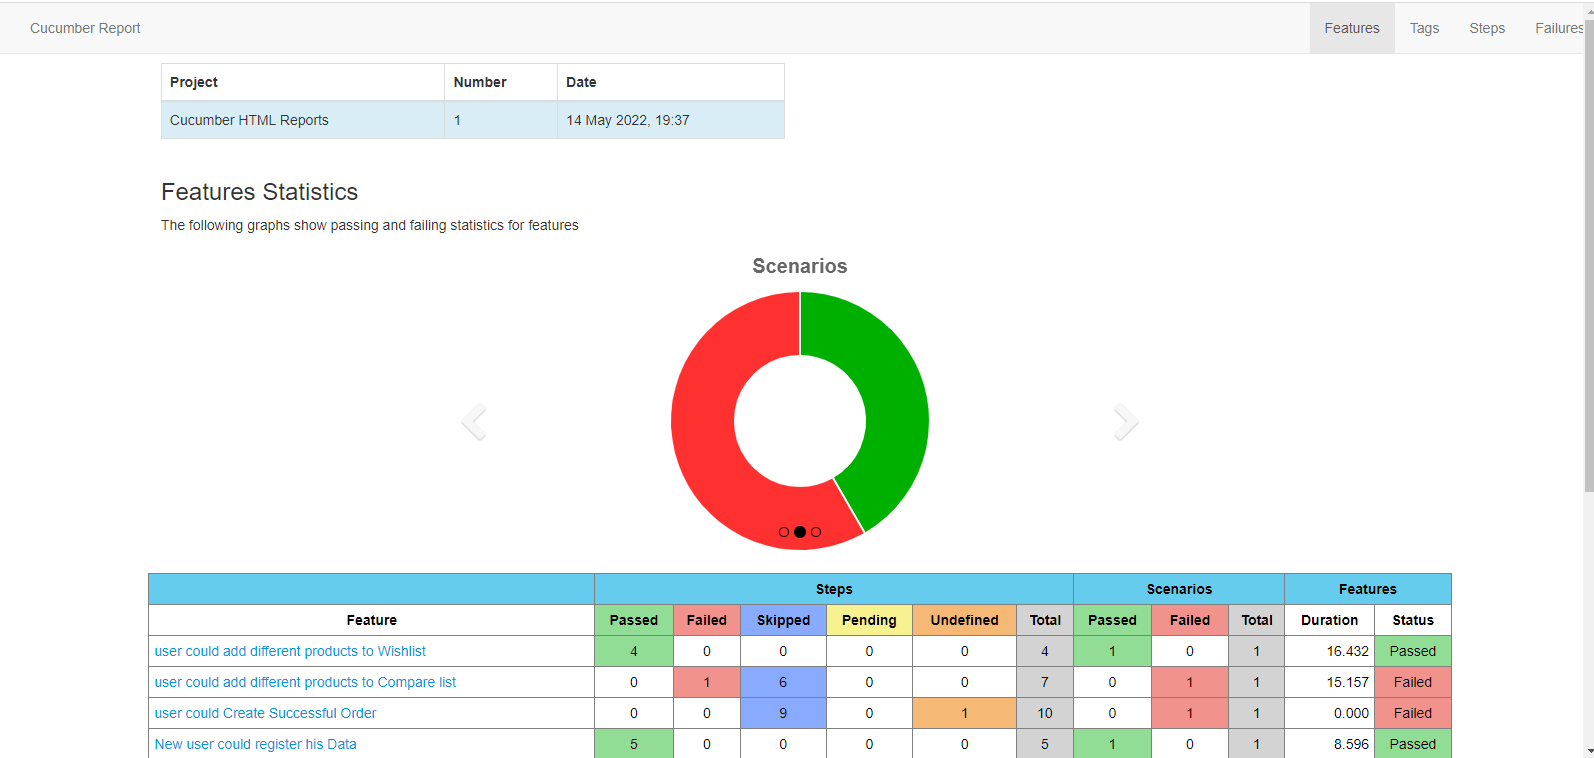 Cucumber Report Features Tags Steps Failures
Project Number Date
Cucumber HTML Reports 1 14 May 2022, 19:37
Features Statistics
The following graphs show passing and failing statistics for features
Scenarios
Steps Scenarios Features
Feature Passed Failed Skipped Pending Undefined Total Passed Failed Total Duration Status
user could add different products to Wishlist 4 0 0 0 0 4 1 0 1 16.432 Passed
user could add different products to Compare list 0 1 6 0 0 7 0 1 1 15.157 Failed
user could Create Successful Order 0 0 9 0 1 10 0 1 1 0.000 Failed
New user could register his Data 5 0 0 0 0 5 1 0 1 8.596 Passed